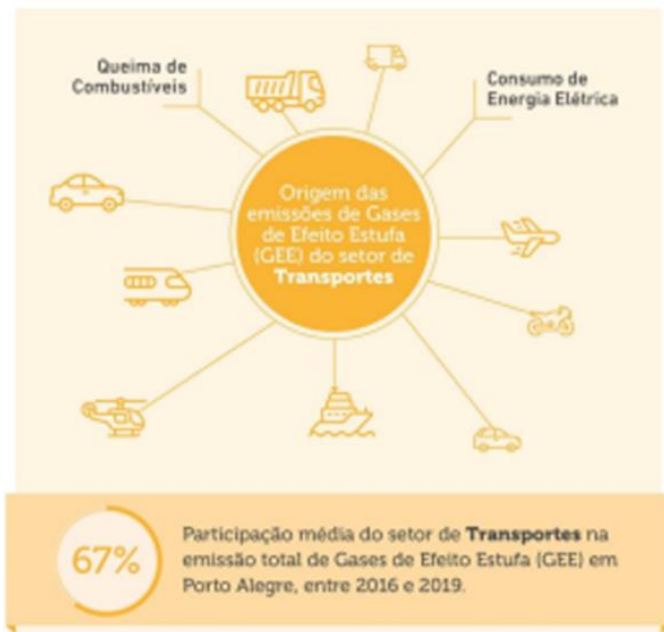 Queima de
Combustíveis
Consumo de
Energia Elétrica
Origem das
emissões de Gases
de Efeito Estufa
(GEE) do setor de
Transportes
67%
Participação média do setor de Transportes na
emissão total de Gases de Efeito Estufa (GEE) em
Porto Alegre, entre 2016 e 2019.